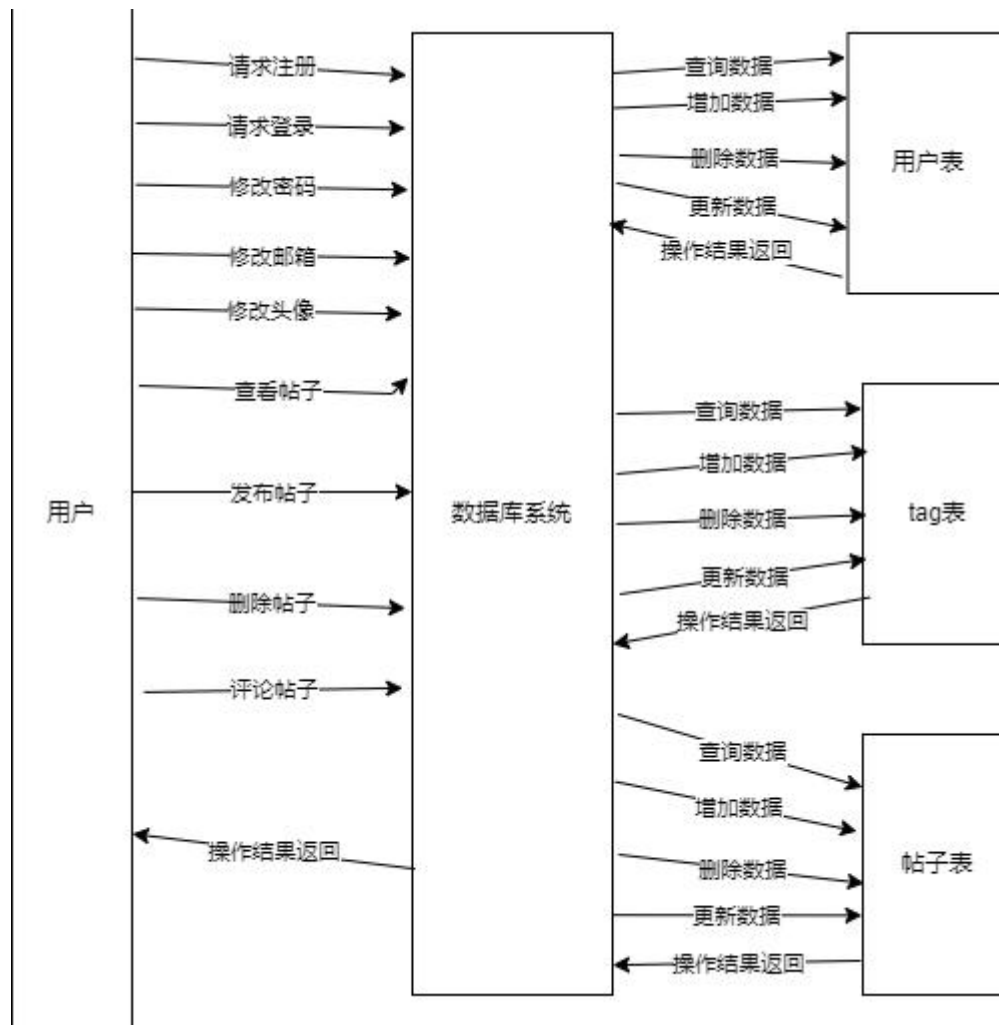 用户
请求注册
请求登录
修改密码
修改邮箱
修改头像
查看帖子
发布帖子
删除帖子
评论帖子
操作结果返回
数据库系统
查询数据
增加数据
删除数据
更新数据
操作结果返回
用户表
查询数据
增加数据
删除数据
更新数据
操作结果返回
tag表
查询数据
增加数据
删除数据
更新数据
操作结果返回
帖子表